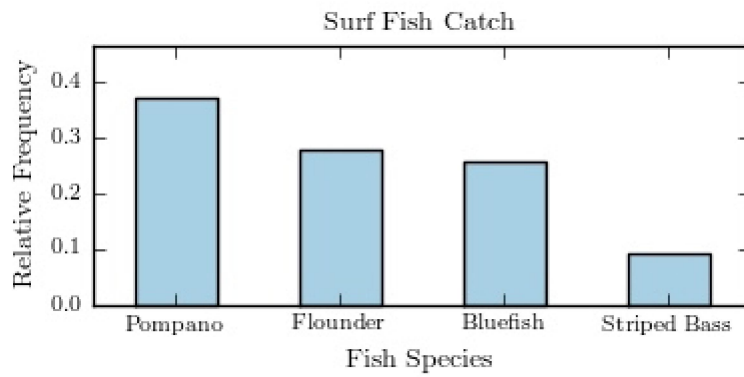 Surf Fish Catch
Relative Frequency
0.4
0.3
0.2
0.1
0.0
Pompano Flounder Bluefish Striped Bass
Fish Species